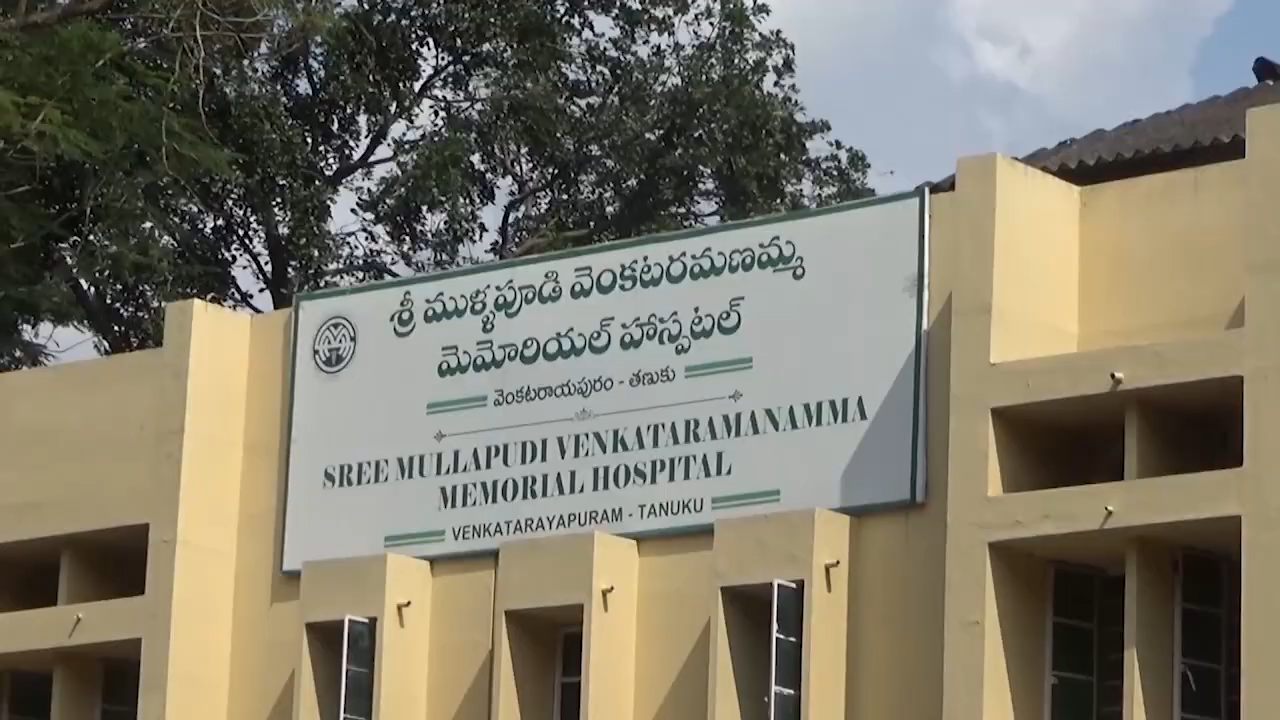 శ్రీ ముళ్ళపూడి వెంకటరమణమ్మ
మెమోరియల్ హాస్పటల్
వెంకటరాయపురం - తణుకు
SREE MULLAPUDI VENKATARAMANAMMA
MEMORIAL HOSPITAL
VENKATARAYAPURAM - TANUKU